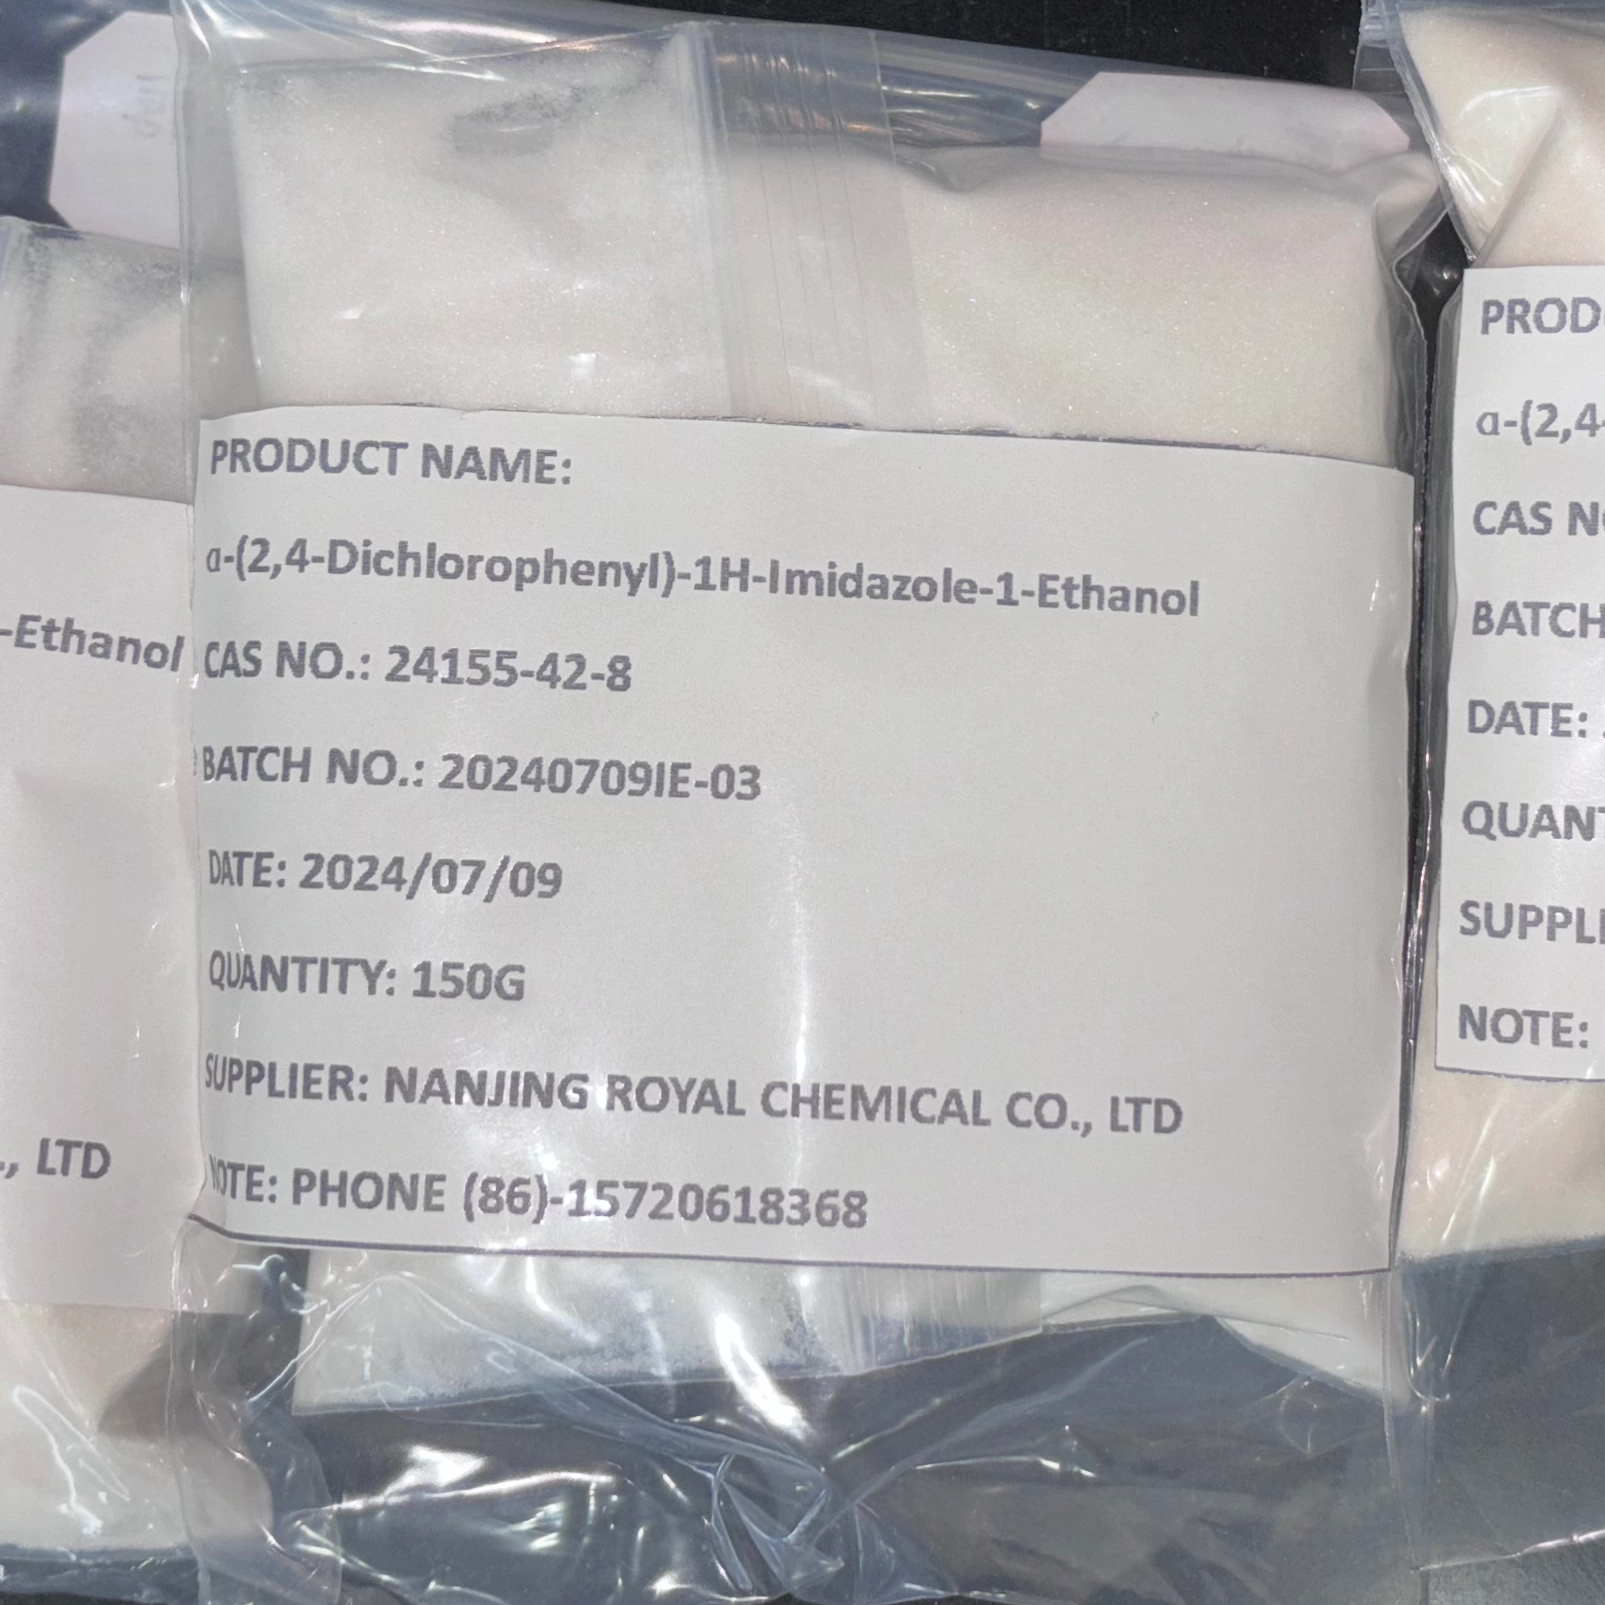 PRODUCT NAME:
α-(2,4-Dichlorophenyl)-1H-Imidazole-1-Ethanol
CAS NO.: 24155-42-8
BATCH NO.: 20240709IE-03
DATE: 2024/07/09
QUANTITY: 150G
SUPPLIER: NANJING ROYAL CHEMICAL CO., LTD
NOTE: PHONE (86)-15720618368
-Ethanol
., LTD
PROD
α-(2,4-
CAS N
BATCH
DATE:
QUANT
SUPPLI
NOTE: